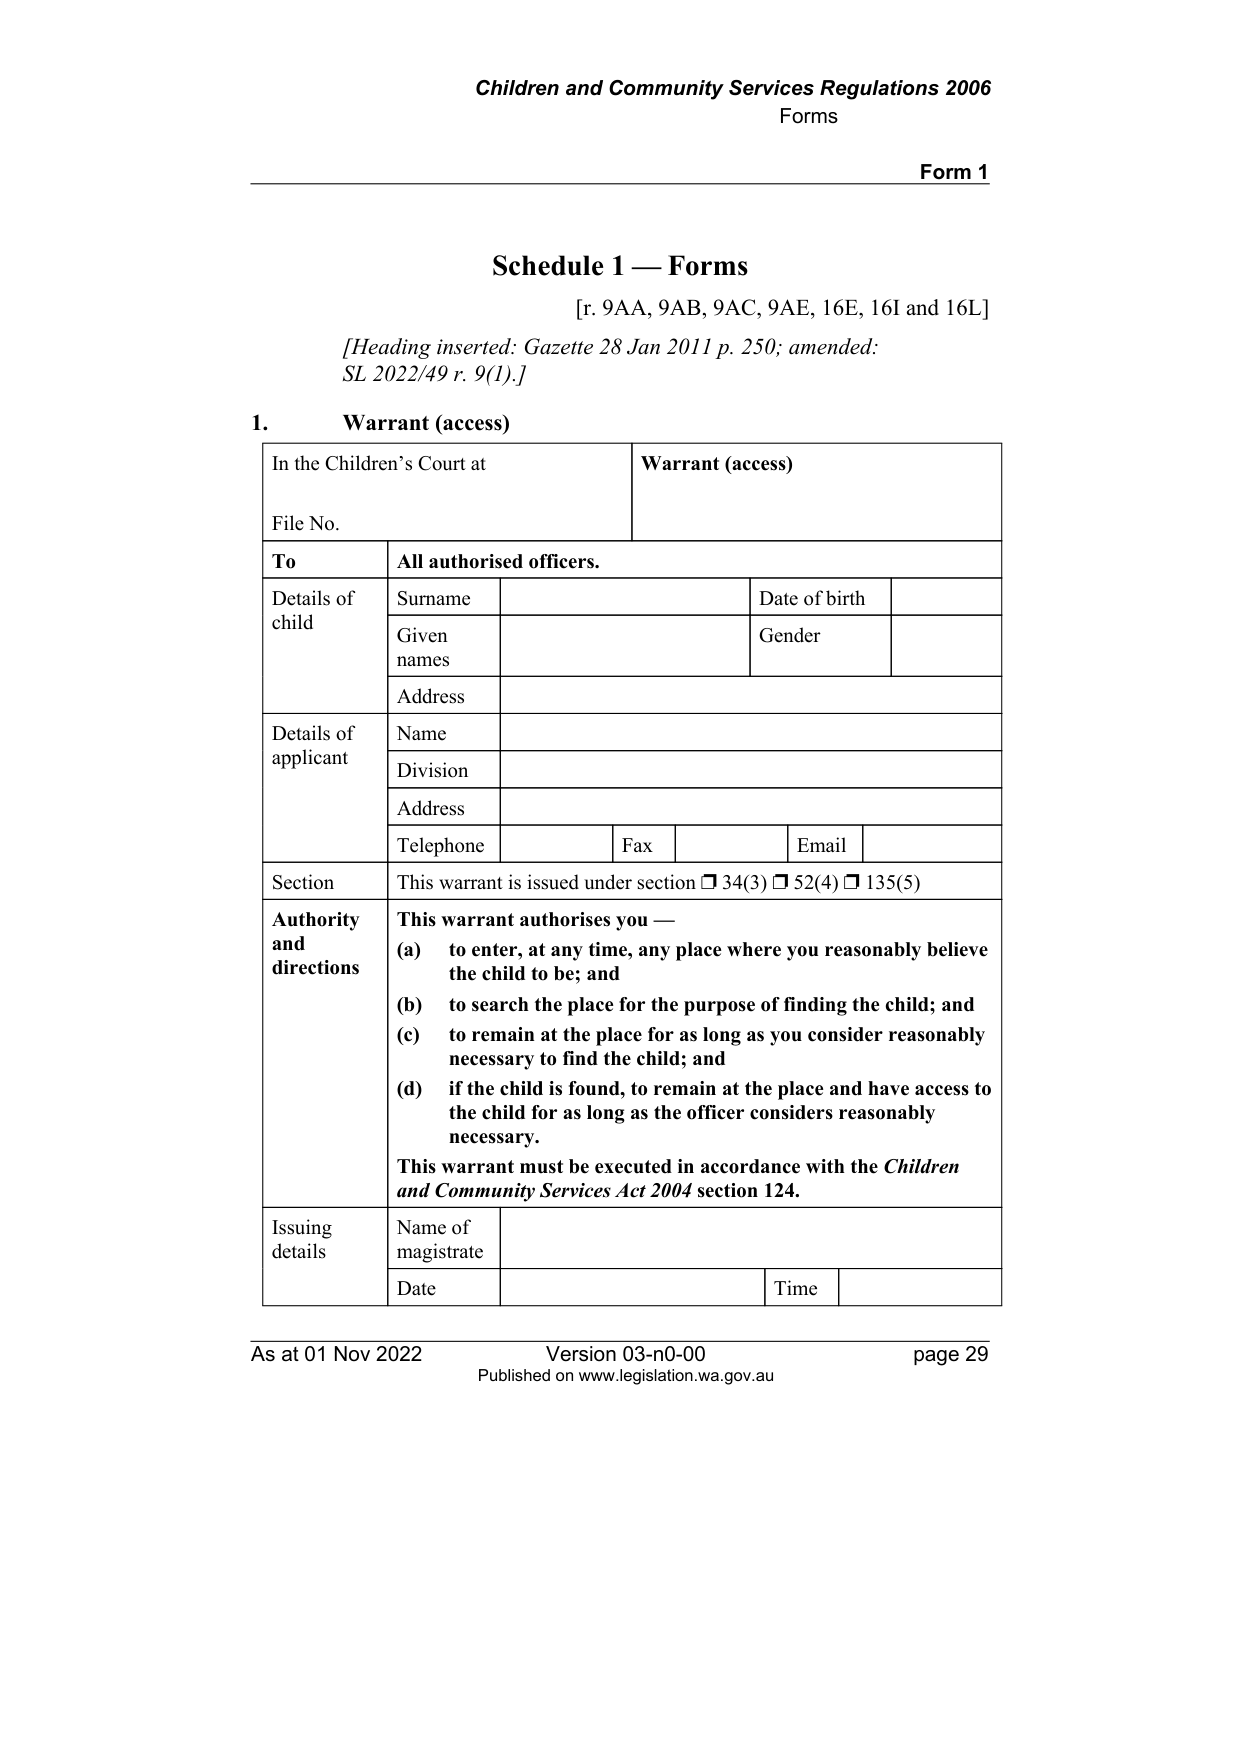 Children and Community Services Regulations 2006
Forms
Form 1
Schedule 1 — Forms
[r. 9AA, 9AB, 9AC, 9AE, 16E, 16I and 16L]
[Heading inserted: Gazette 28 Jan 2011 p. 250; amended:
SL 2022/49 r. 9(1).]
1. Warrant (access)
In the Children’s Court at
File No.
Warrant (access)
To All authorised officers.
Details of
child
Surname Date of birth
Given
names
Gender
Address
Details of
applicant
Name
Division
Address
Telephone Fax Email
Section This warrant is issued under section ❐ 34(3) ❐ 52(4) ❐ 135(5)
Authority
and
directions
This warrant authorises you —
(a) to enter, at any time, any place where you reasonably believe
the child to be; and
(b) to search the place for the purpose of finding the child; and
(c) to remain at the place for as long as you consider reasonably
necessary to find the child; and
(d) if the child is found, to remain at the place and have access to
the child for as long as the officer considers reasonably
necessary.
This warrant must be executed in accordance with the Children
and Community Services Act 2004 section 124.
Issuing
details
Name of
magistrate
Date Time
As at 01 Nov 2022 Version 03-n0-00 page 29
Published on www.legislation.wa.gov.au